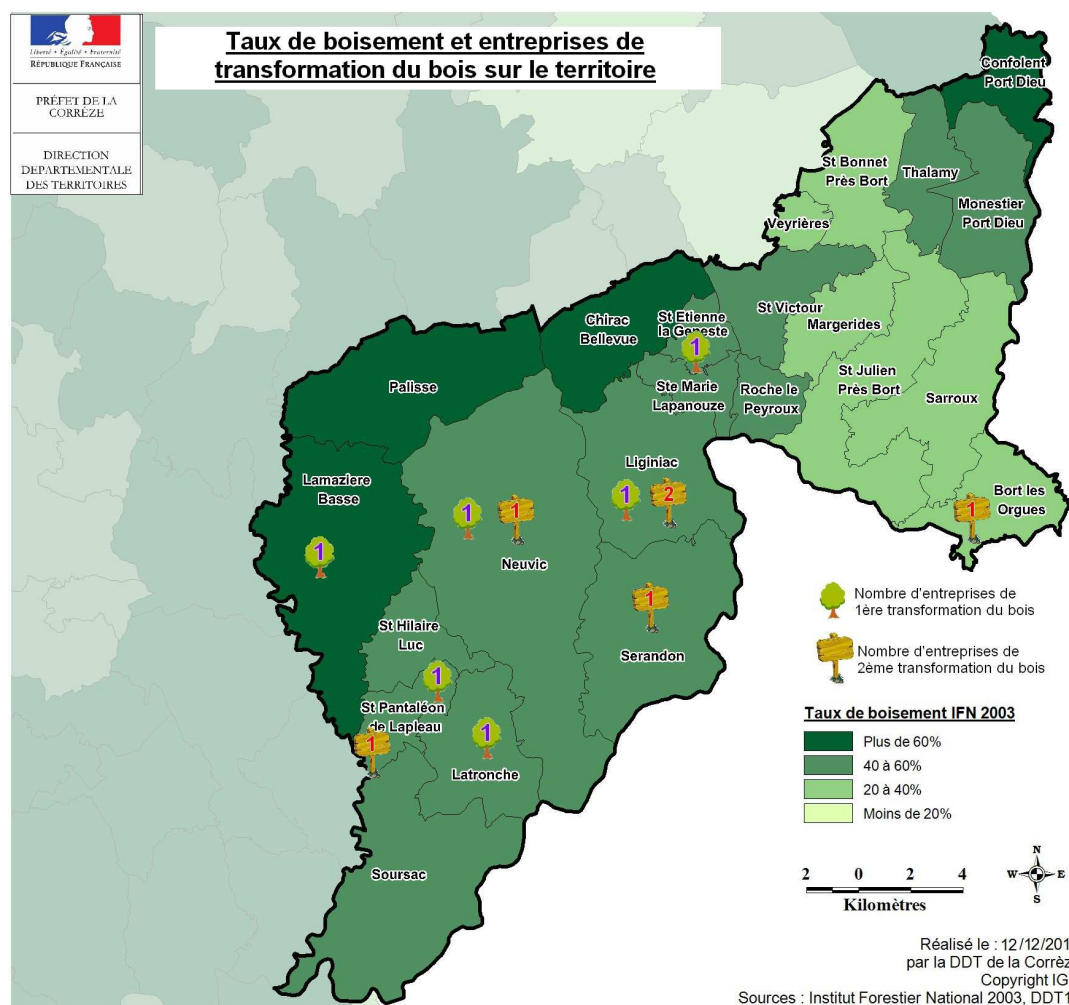 Liberté • Égalité • Fraternité
RÉPUBLIQUE FRANÇAISE
PRÉFET DE LA
CORRÈZE
DIRECTION
DEPARTEMENTALE
DES TERRITOIRES
Taux de boisement et entreprises de
transformation du bois sur le territoire
Confolent
Port Dieu
St Bonnet
Près Bort
Thalamy
Monestier
Port Dieu
Veyrières
St Victour
Margerides
St Etienne
la Geneste
1
Chirac
Bellevue
Palisse
Ste Marie
Lapanouze
Roche le
Peyroux
St Julien
Près Bort
Sarroux
Lamaziere
Basse
1
Liginiac
1
2
Neuvic
1
1
Bort les
Orgues
1
Serandon
1
St Hilaire
Luc
1
St Pantaléon
de Lapleau
1
Latronche
1
Soursac
Nombre d'entreprises de
1ère transformation du bois
Nombre d'entreprises de
2ème transformation du bois
Taux de boisement IFN 2003
Plus de 60%
40 à 60%
20 à 40%
Moins de 20%
2 0 2 4
Kilomètres
N
W E
S
Réalisé le : 12/12/201
par la DDT de la Corrèz
Copyright IG
Sources : Institut Forestier National 2003, DDT1